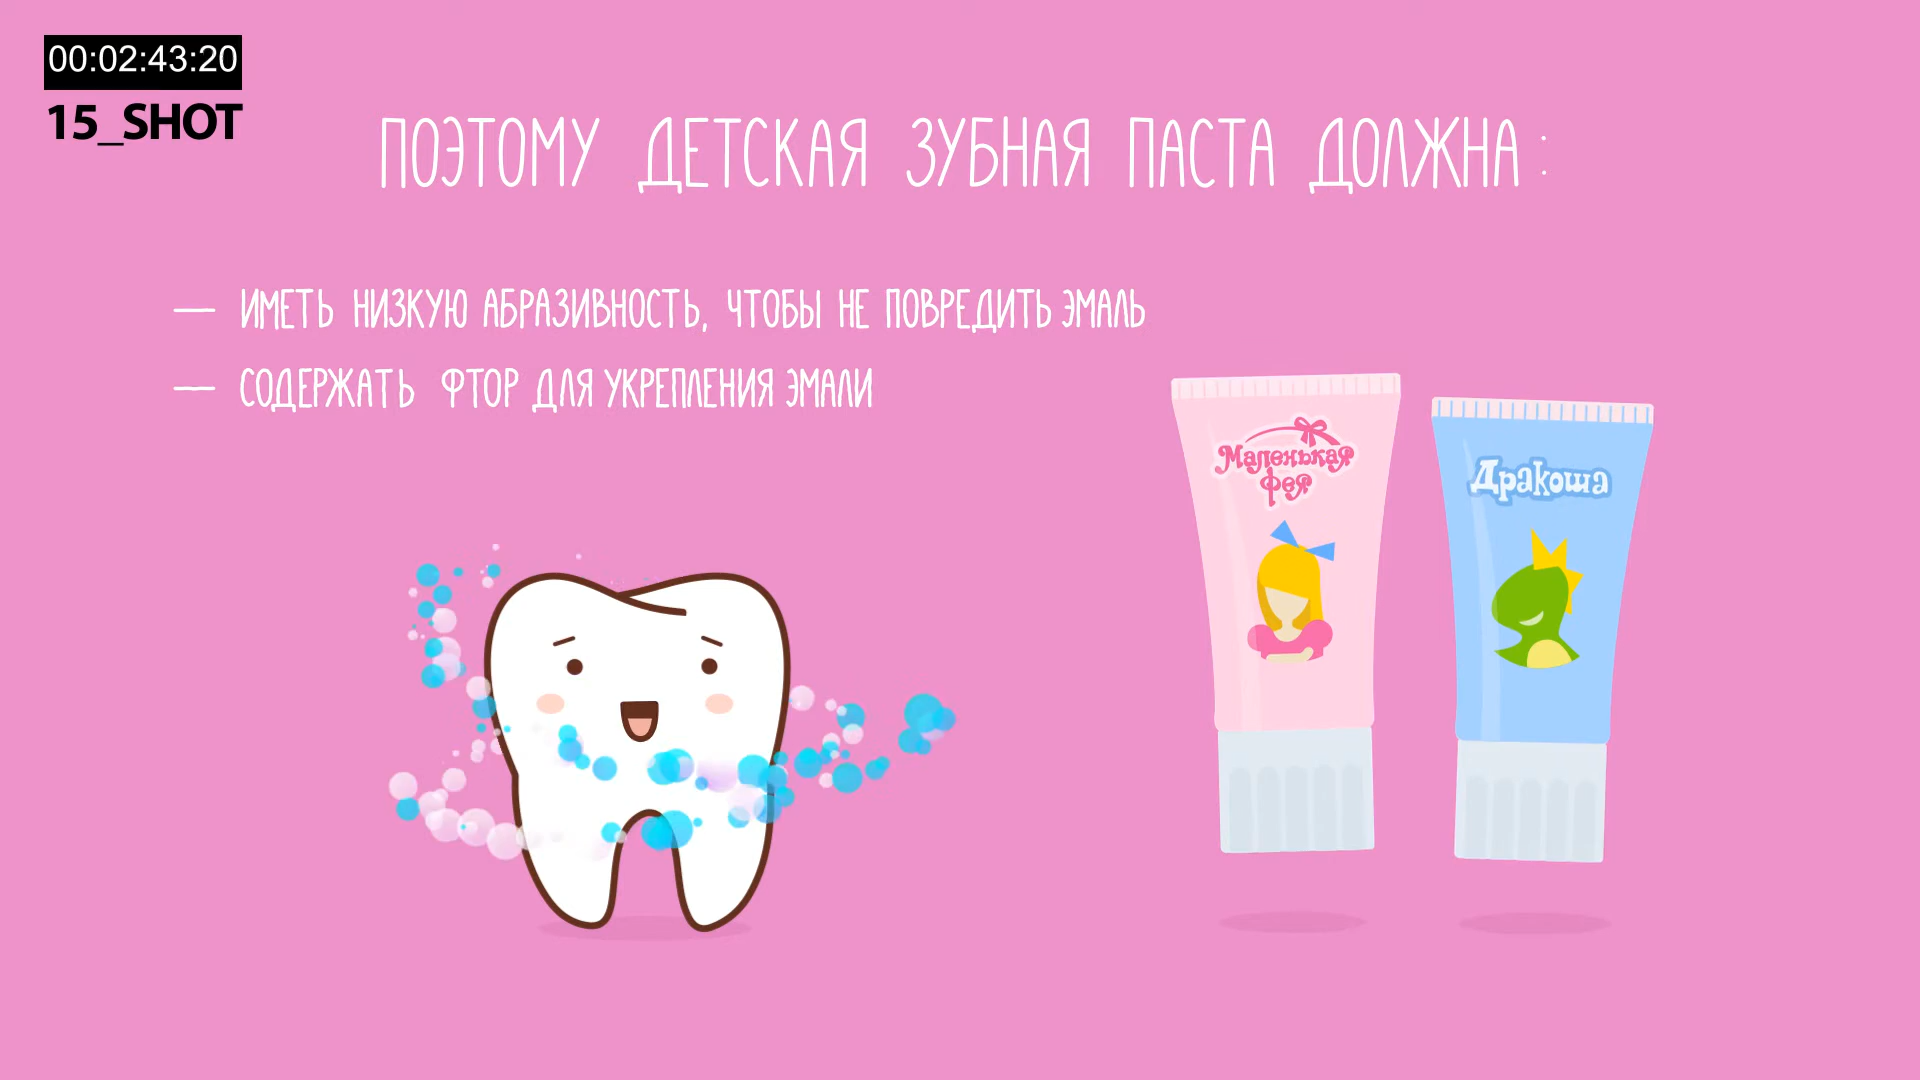 00:02:43:20
15_SHOT
ПОЭТОМУ ДЕТСКАЯ ЗУБНАЯ ПАСТА ДОЛЖНА :
— ИМЕТЬ НИЗКУЮ АБРАЗИВНОСТЬ, ЧТОБЫ НЕ ПОВРЕДИТЬ ЭМАЛЬ
— СОДЕРЖАТЬ ФТОР ДЛЯ УКРЕПЛЕНИЯ ЭМАЛИ
Маленькая
фея
Дракоша